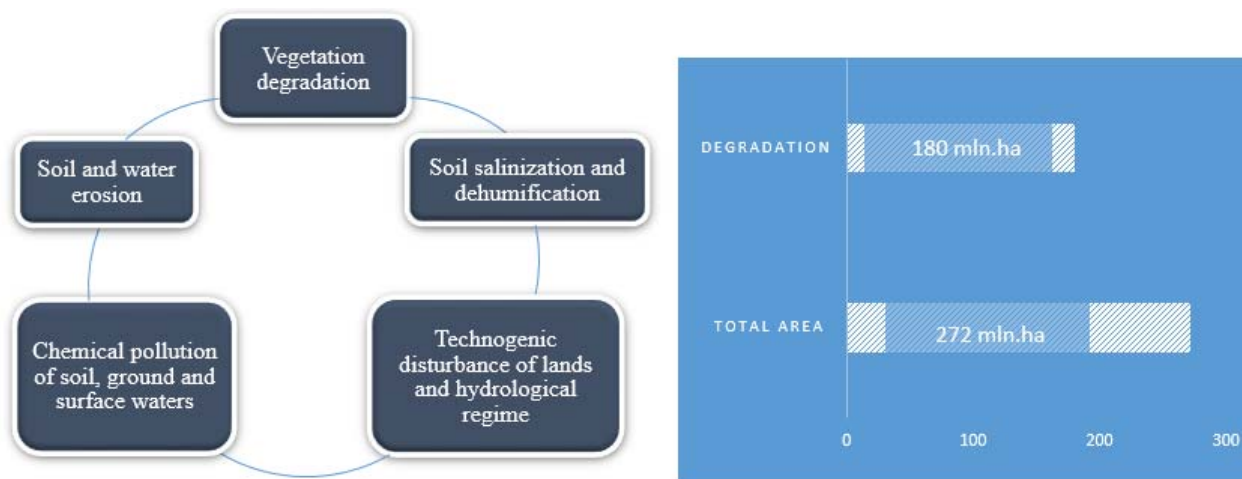 Vegetation
degradation
Soil and water
erosion
Soil salinization and
dehumification
Chemical pollution
of soil, ground and
surface waters
Technogenic
disturbance of lands
and hydrological
regime
DEGRADATION
180 mln.ha
TOTAL AREA
272 mln.ha
0 100 200 300